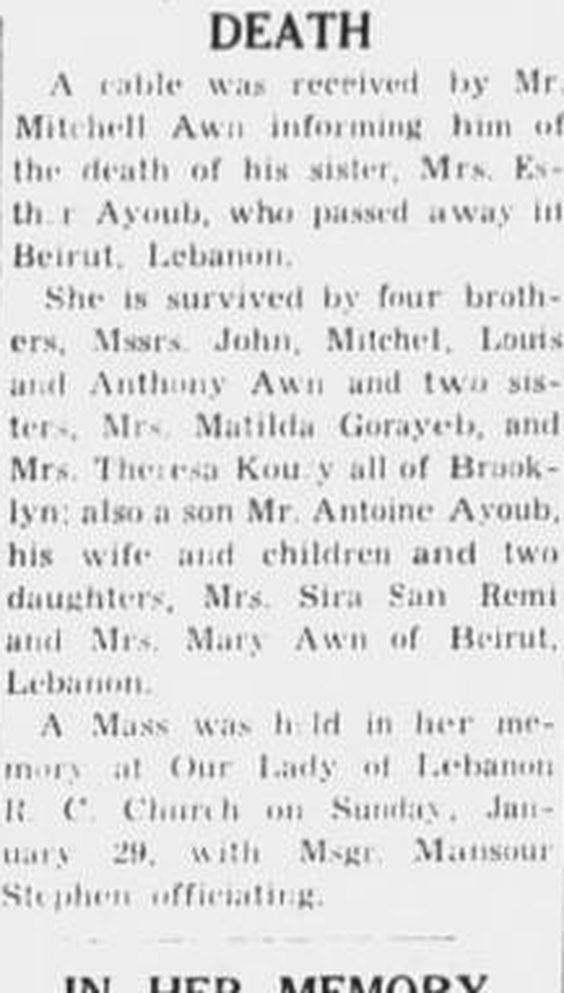 DEATH
A cable was received by Mr.
Mitchell Awn informing him of
the death of his sister, Mrs. Es-
ther Ayoub, who passed away in
Beirut, Lebanon.
She is survived by four broth-
ers, Mssrs. John, Mitchel, Louis
and Anthony Awn and two sis-
ters, Mrs. Matilda Gorayeb, and
Mrs. Theresa Koury all of Brook-
lyn; also a son Mr. Antoine Ayoub,
his wife and children and two
daughters, Mrs. Sira San Remi
and Mrs. Mary Awn of Beirut,
Lebanon.
A Mass was held in her me-
mory at Our Lady of Lebanon
R. C. Church on Sunday, Jan-
uary 29, with Msgr. Mansour
Stephen officiating.
IN HER MEMORY